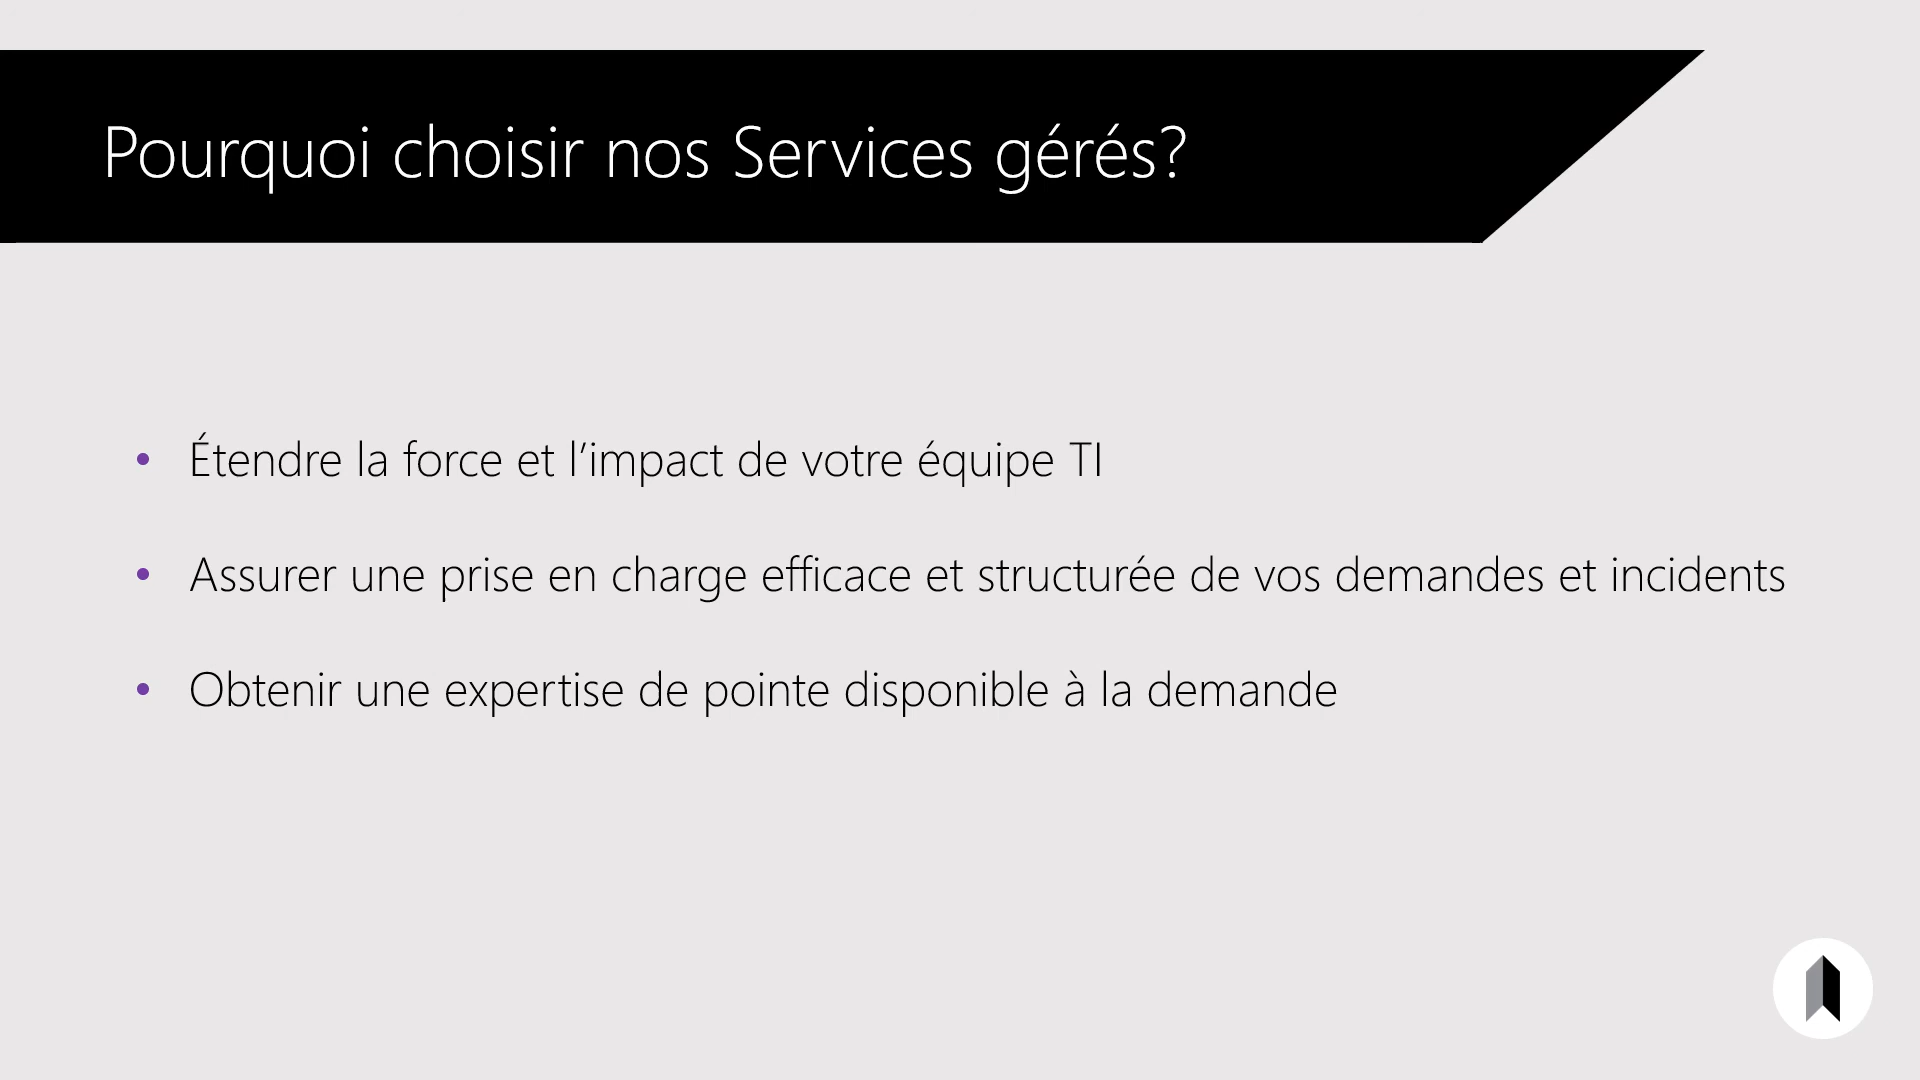 Pourquoi choisir nos Services gérés?
• Étendre la force et l’impact de votre équipe TI
• Assurer une prise en charge efficace et structurée de vos demandes et incidents
• Obtenir une expertise de pointe disponible à la demande